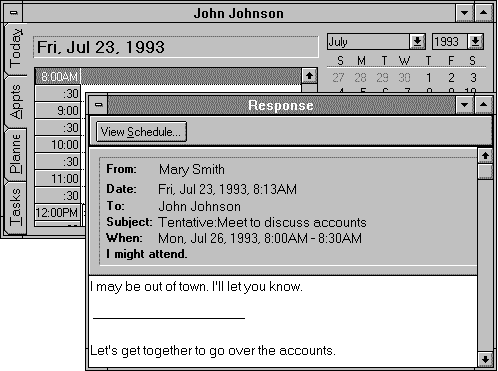 John Johnson
Today
Appts
Planne
Tasks
Fri, Jul 23, 1993
July
1993
S M T W T F S
27 28 29 30 1 2 3
8:00AM
:30
9:00
:30
10:00
:30
11:00
:30
12:00PM
Response
View Schedule...
From: Mary Smith
Date: Fri, Jul 23, 1993, 8:13AM
To: John Johnson
Subject: Tentative:Meet to discuss accounts
When: Mon, Jul 26, 1993, 8:00AM - 8:30AM
I might attend.
I may be out of town. I'll let you know.
Let's get together to go over the accounts.